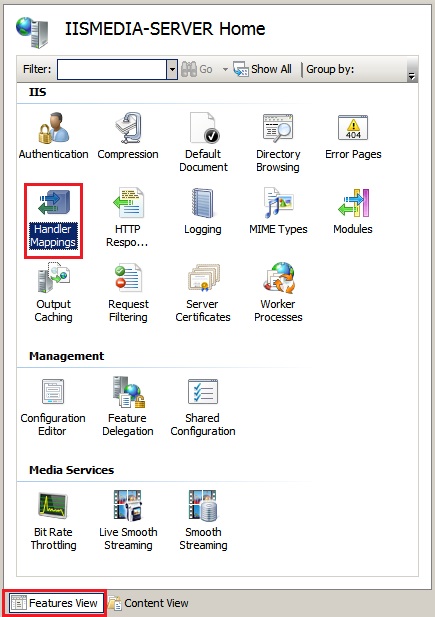 IISMEDIA-SERVER Home
Filter: Go Show All Group by:
IIS
Authentication Compression Default Document Directory Browsing Error Pages
404
Handler Mappings HTTP Respo... Logging MIME Types Modules
Output Caching Request Filtering Server Certificates Worker Processes
Management
Configuration Editor Feature Delegation Shared Configuration
Media Services
Bit Rate Throttling Live Smooth Streaming Smooth Streaming
Features View Content View